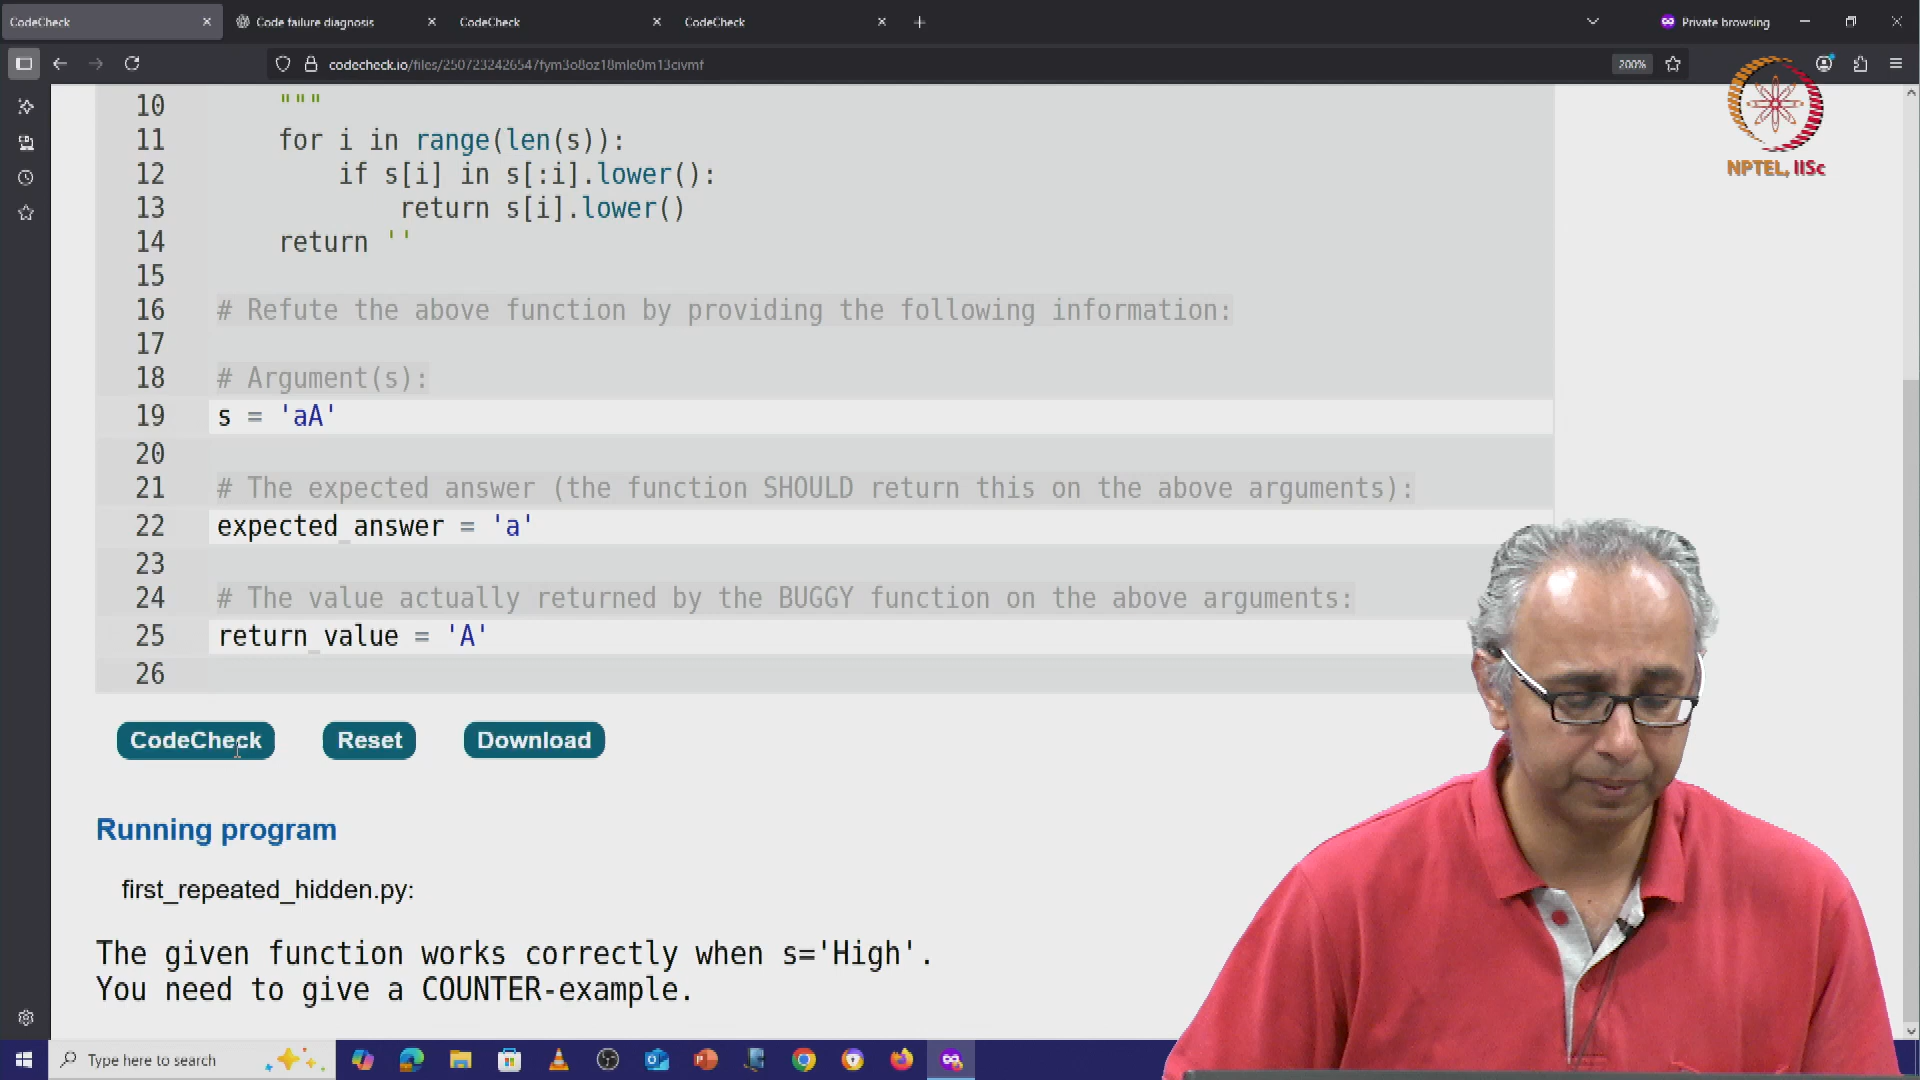 CodeCheck
Code failure diagnosis
CodeCheck
CodeCheck
Private browsing
codecheck.io/files/2507232426547fym3o8oz18mle0m13civmf
200%
NPTEL, IISc
10 """
11 for i in range(len(s)):
12 if s[i] in s[:i].lower():
13 return s[i].lower()
14 return ''
15
16 # Refute the above function by providing the following information:
17
18 # Argument(s):
19 s = 'aA'
20
21 # The expected answer (the function SHOULD return this on the above arguments):
22 expected_answer = 'a'
23
24 # The value actually returned by the BUGGY function on the above arguments:
25 return_value = 'A'
26
CodeCheck Reset Download
Running program
first_repeated_hidden.py:
The given function works correctly when s='High'.
You need to give a COUNTER-example.
Type here to search